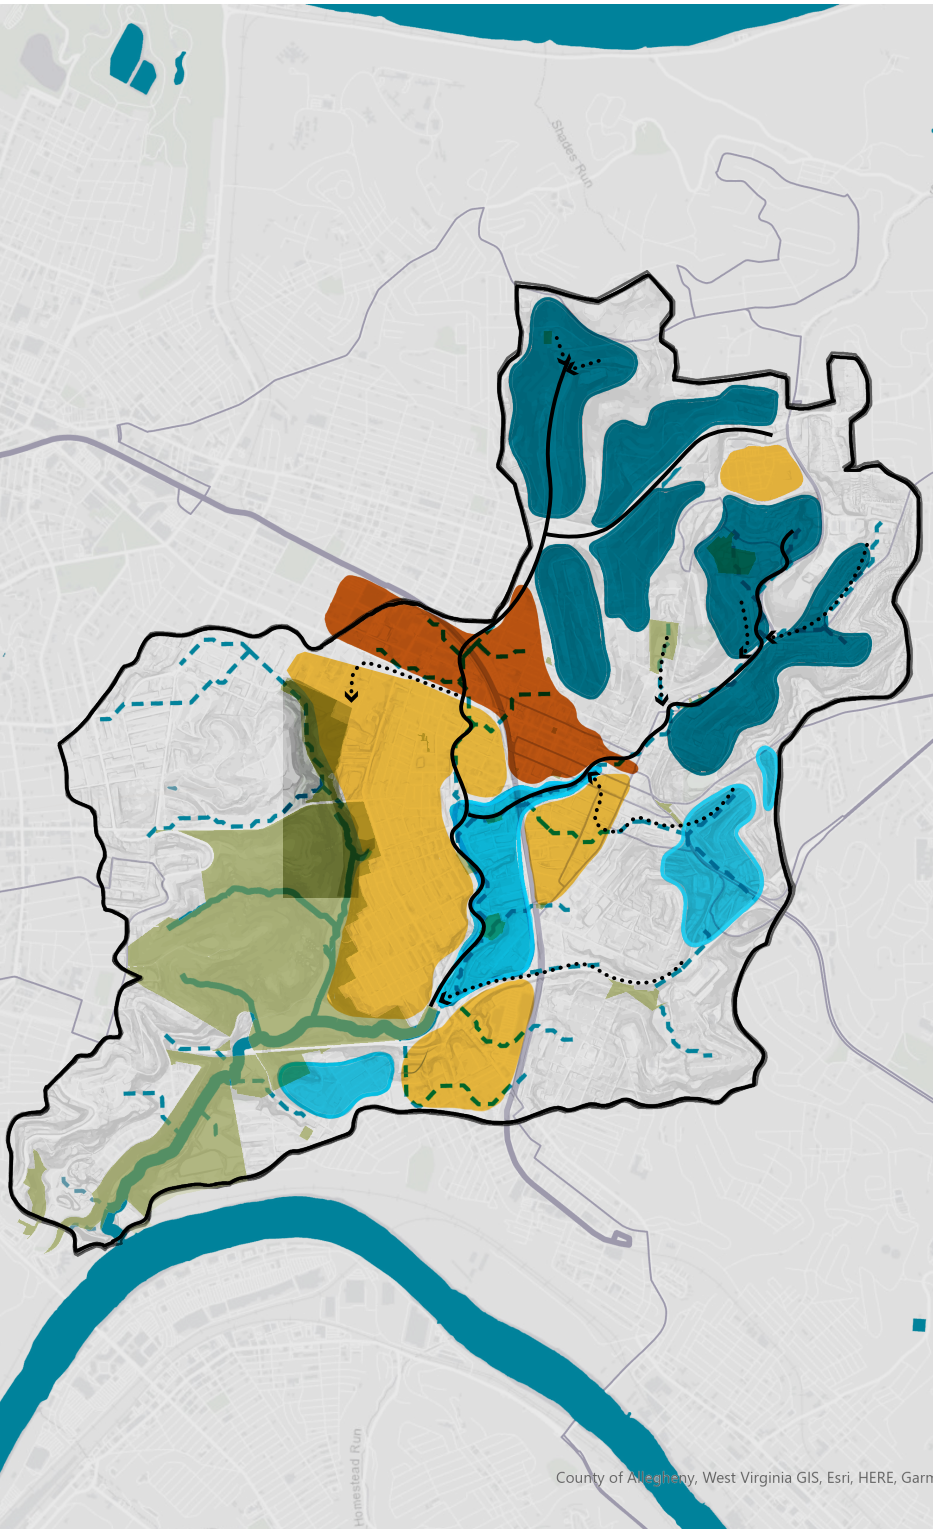 Shades Run
Homestead Run
County of Allegheny, West Virginia GIS, Esri, HERE, Garm